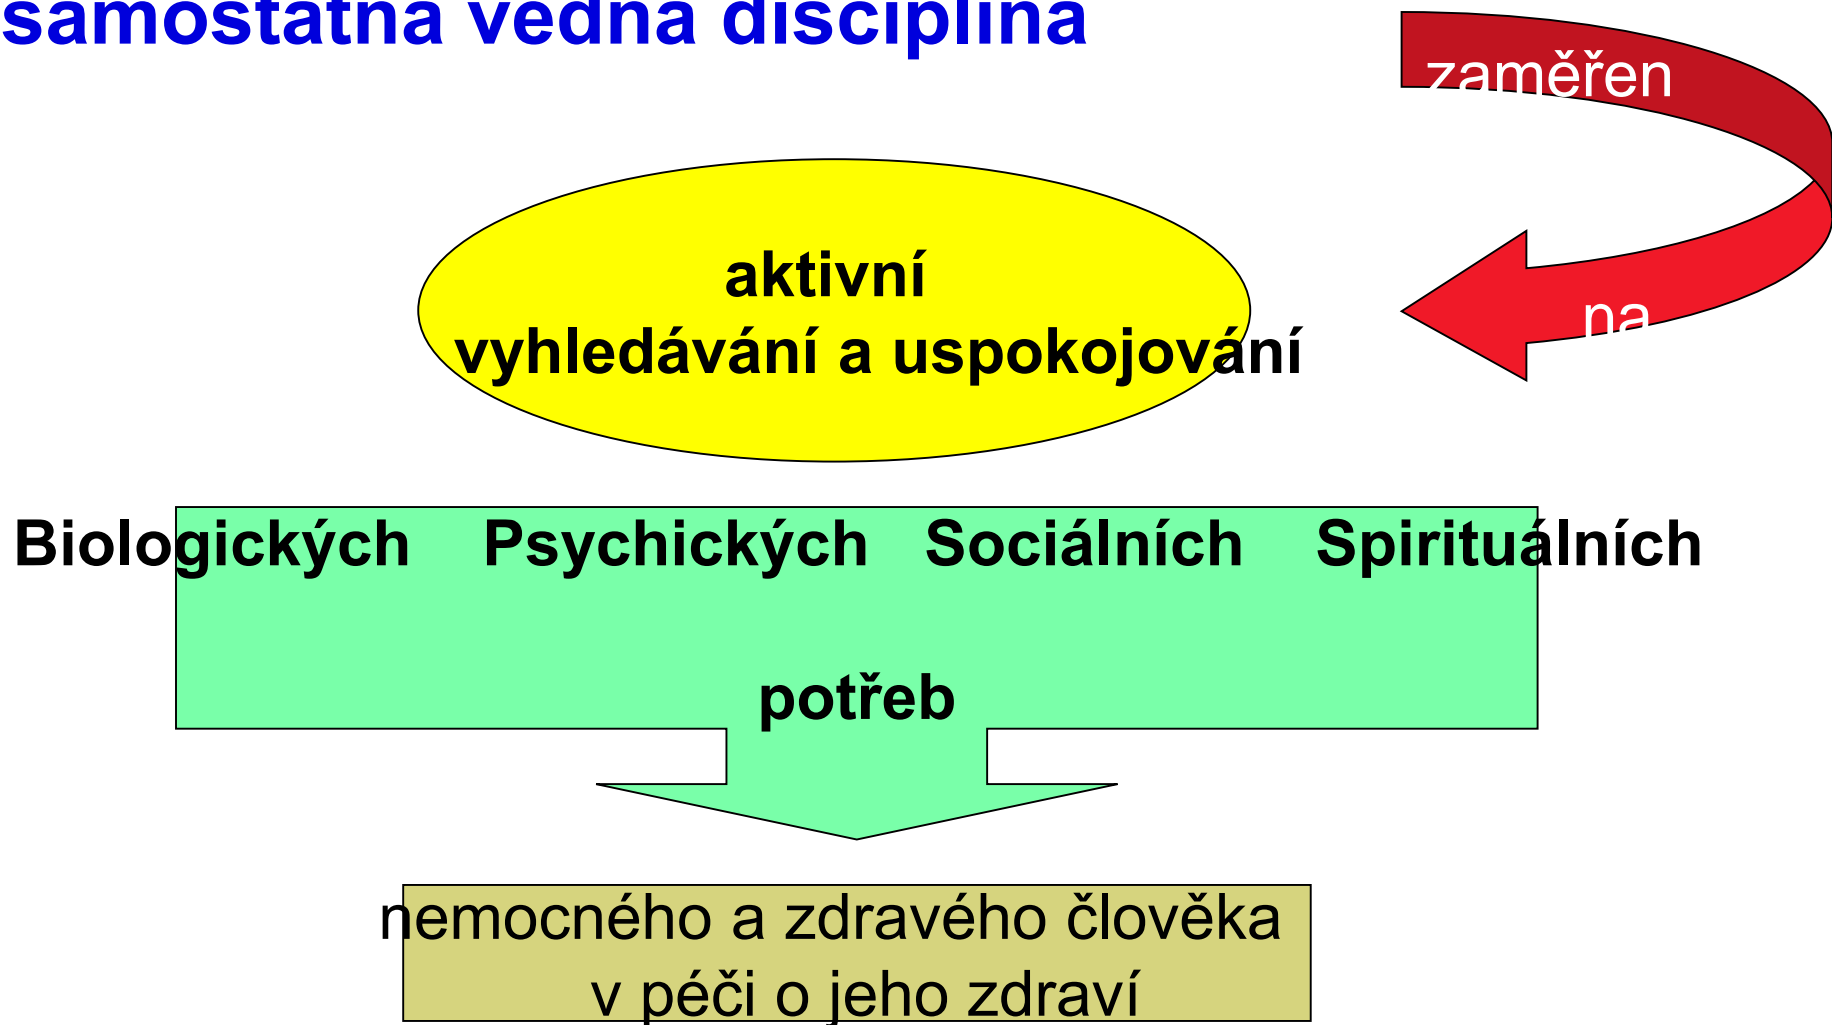 samostatná vědná disciplína
zaměřen
na
aktivní
vyhledávání a uspokojování
Biologických Psychických Sociálních Spirituálních
potřeb
nemocného a zdravého člověka
v péči o jeho zdraví